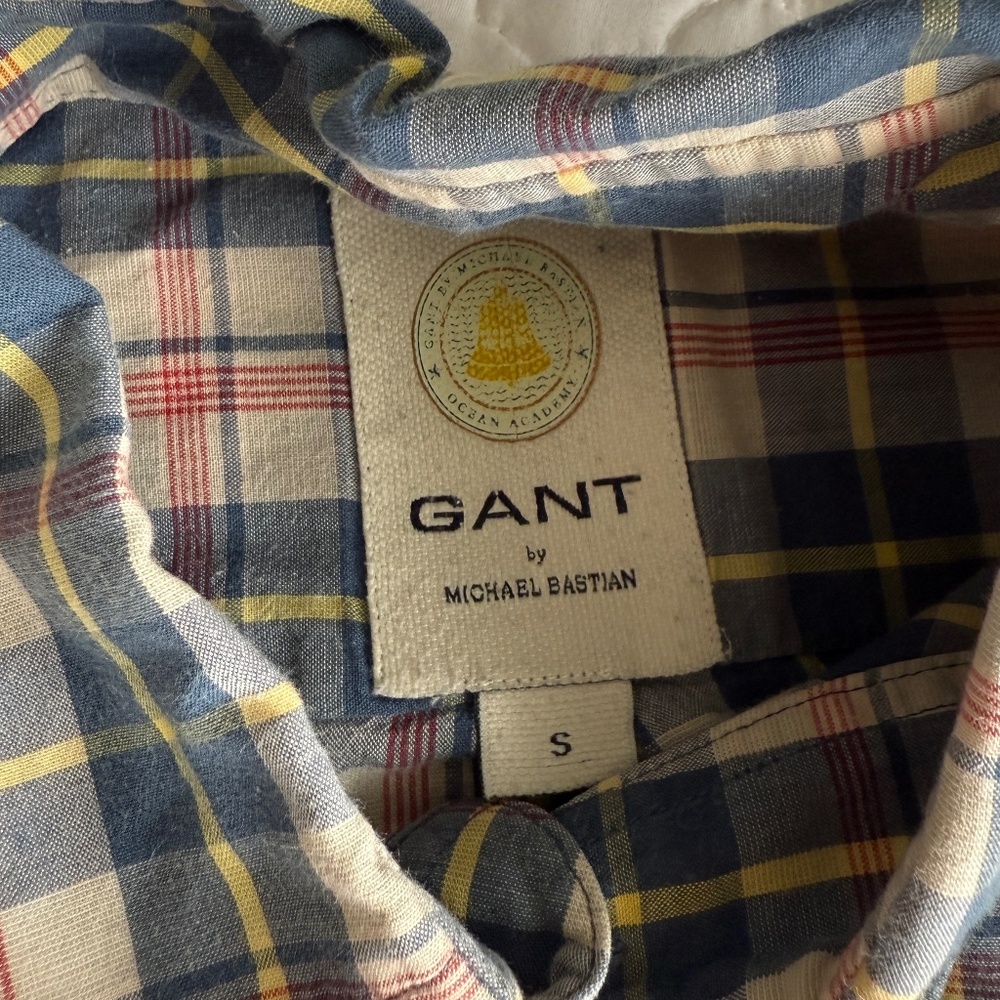 GANT BY MICHAEL BASTIAN
★ OCEAN ACADEMY ★
GANT
by
MICHAEL BASTIAN
S